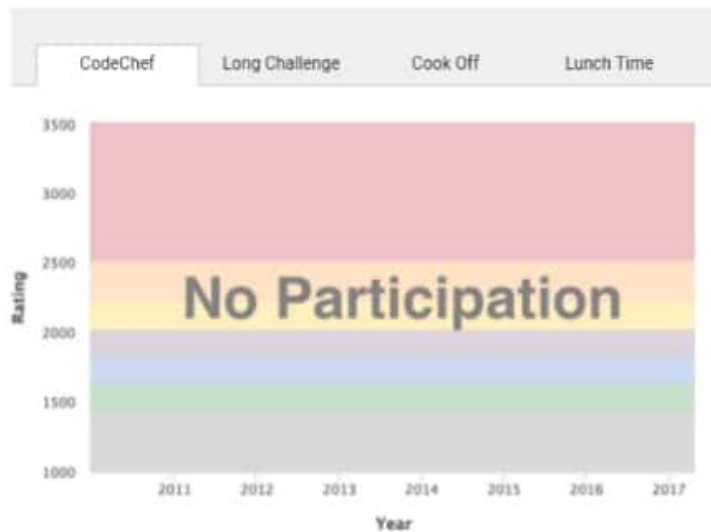 CodeChef Long Challenge Cook Off Lunch Time
3500
3000
2500
2000
1500
1000
Rating
No Participation
2011 2012 2013 2014 2015 2016 2017
Year